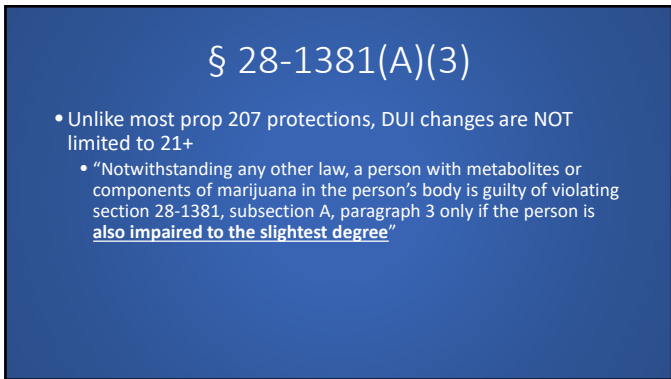 § 28-1381(A)(3)
•Unlike most prop 207 protections, DUI changes are NOT
limited to 21+
• “Notwithstanding any other law, a person with metabolites or
components of marijuana in the person’s body is guilty of violating
section 28-1381, subsection A, paragraph 3 only if the person is
also impaired to the slightest degree”